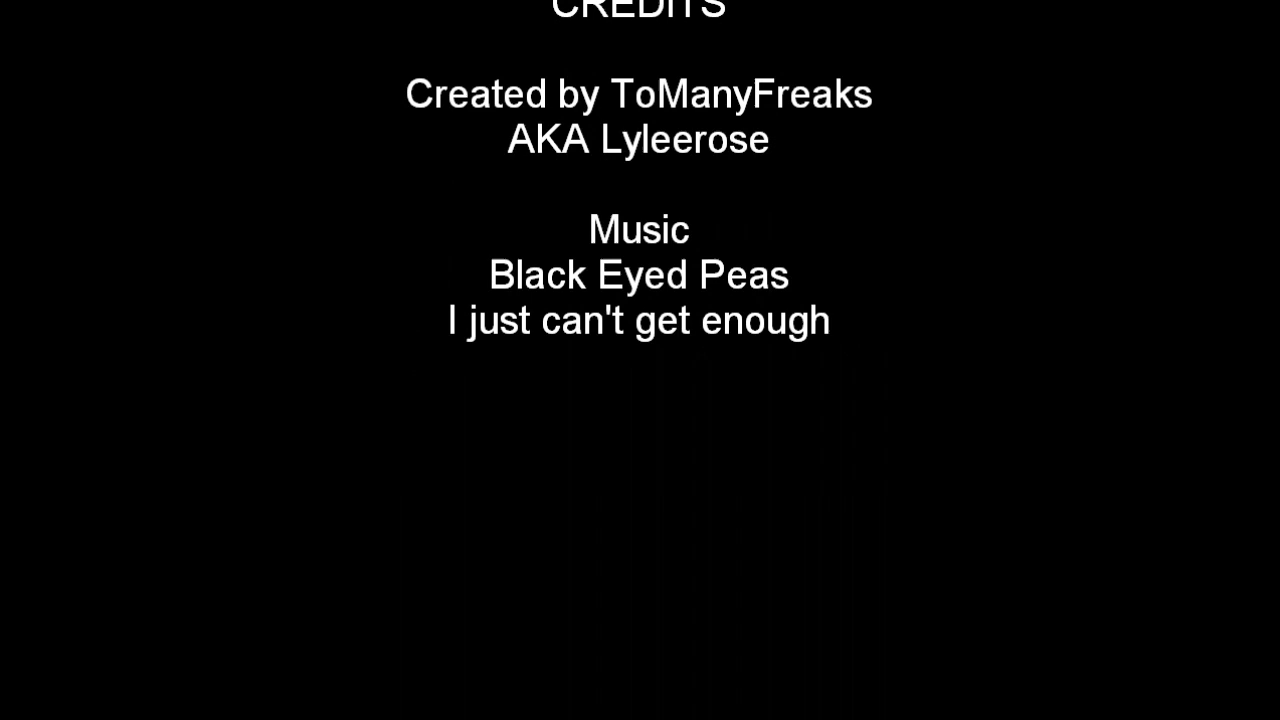 CREDITS
Created by ToManyFreaks
AKA Lyleerose
Music
Black Eyed Peas
I just can't get enough